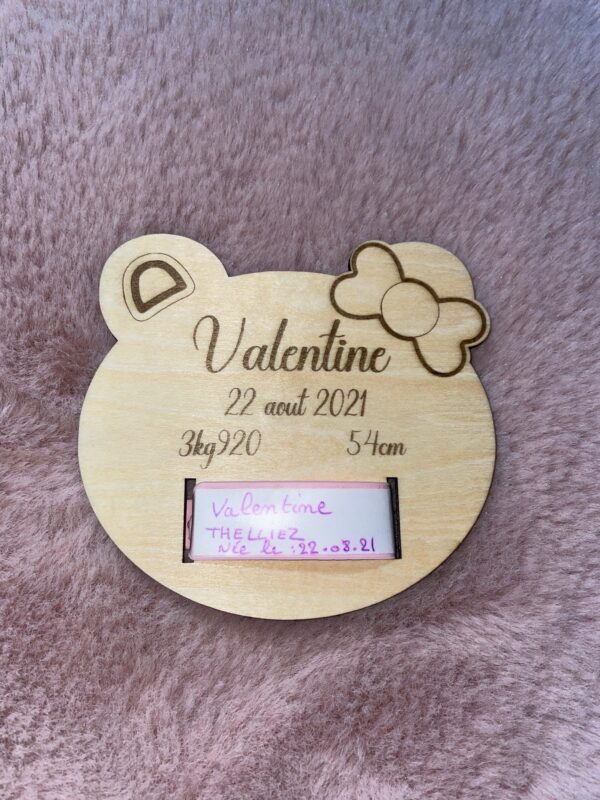 Valentine
22 aout 2021
3kg920 54cm
Valentine
THELLIEZ
Née le : 22.08.21